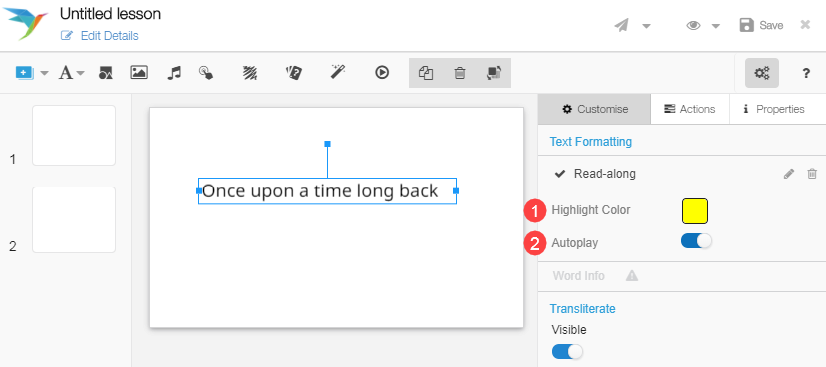 Untitled lesson
Edit Details
Save
A
?
Customise
Actions
i Properties
Text Formatting
1
Once upon a time long back
Read-along
1 Highlight Color
2 Autoplay
2
Word Info
Transliterate
Visible